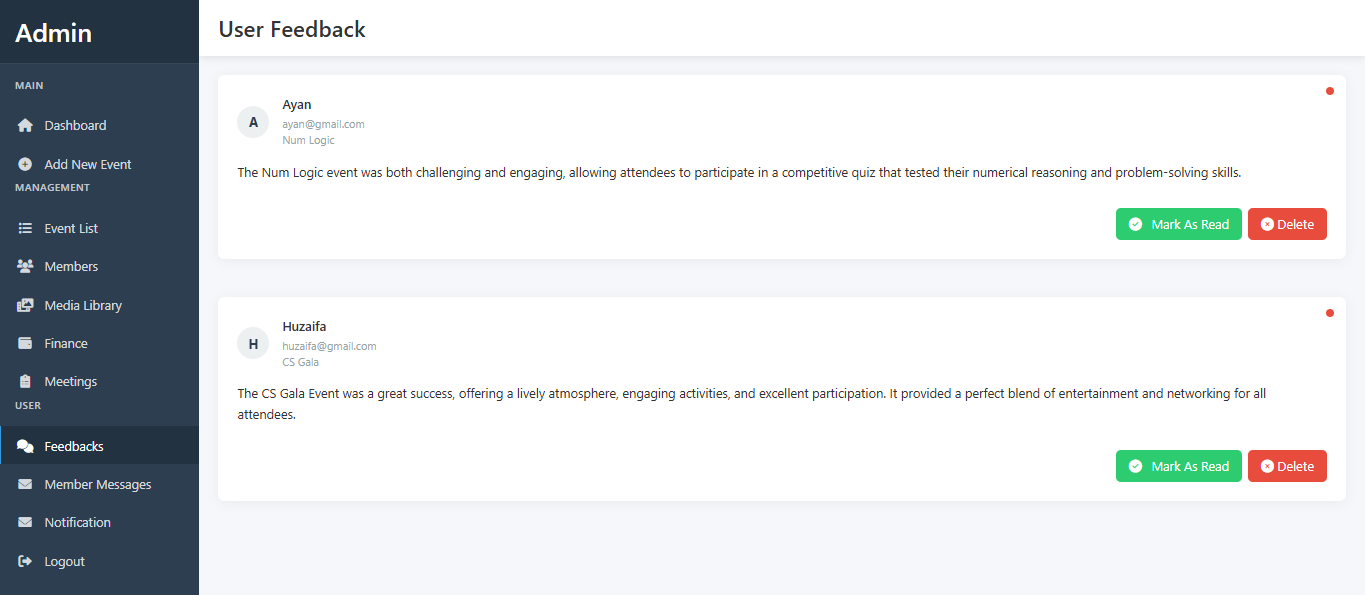 Admin
MAIN
Dashboard
Add New Event
MANAGEMENT
Event List
Members
Media Library
Finance
Meetings
USER
Feedbacks
Member Messages
Notification
Logout
User Feedback
A
Ayan
ayan@gmail.com
Num Logic
The Num Logic event was both challenging and engaging, allowing attendees to participate in a competitive quiz that tested their numerical reasoning and problem-solving skills.
Mark As Read
Delete
H
Huzaifa
huzaifa@gmail.com
CS Gala
The CS Gala Event was a great success, offering a lively atmosphere, engaging activities, and excellent participation. It provided a perfect blend of entertainment and networking for all
attendees.
Mark As Read
Delete